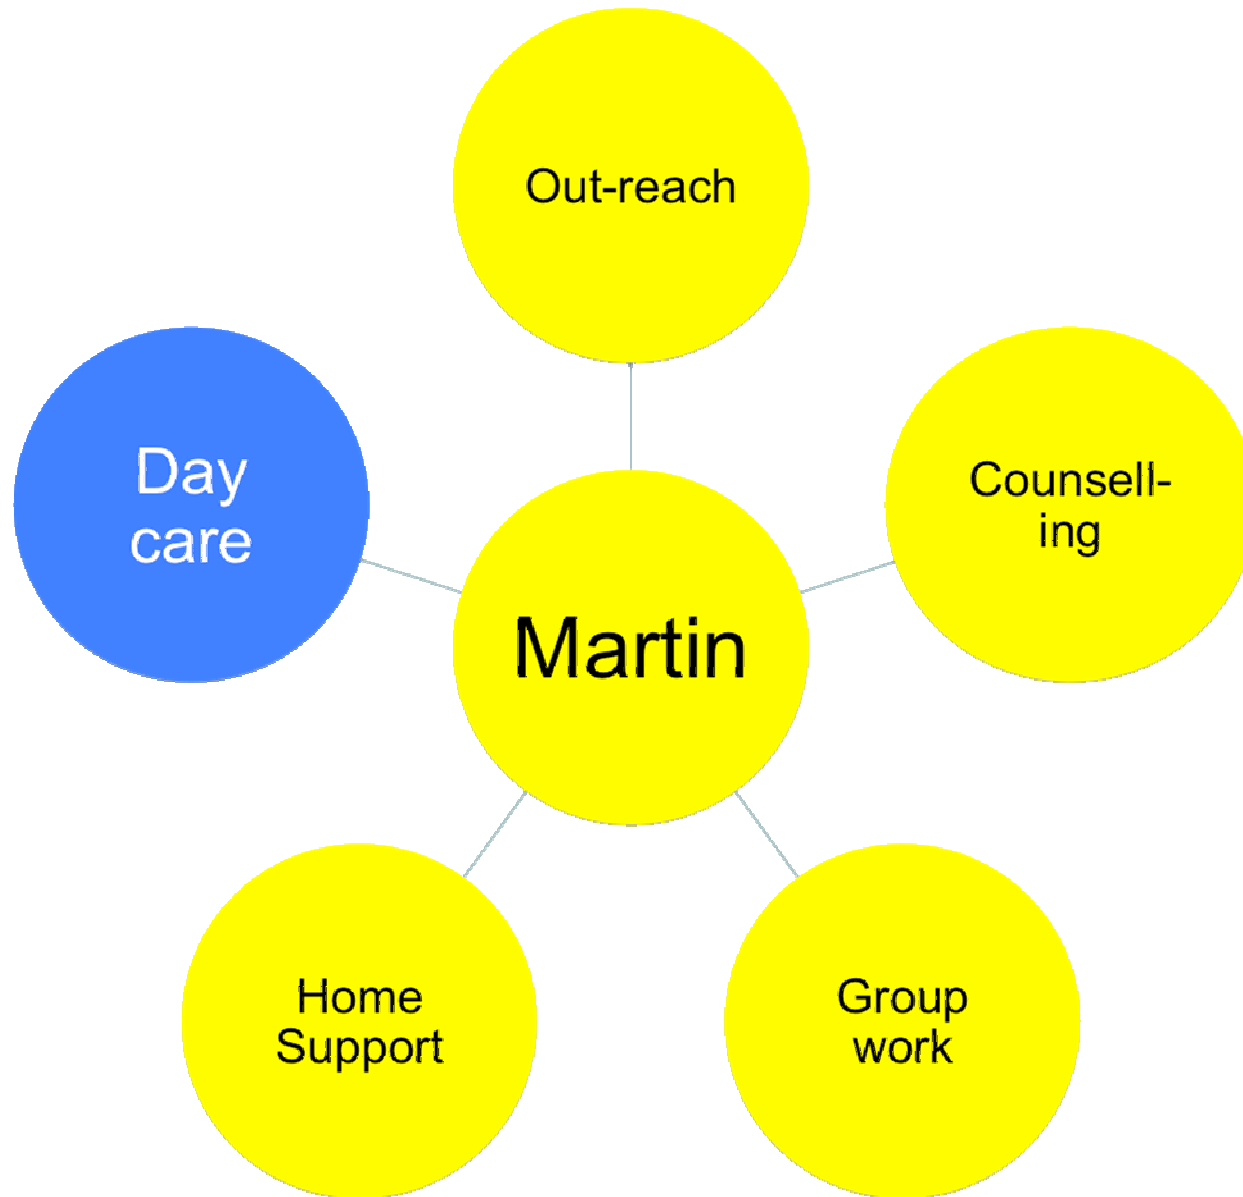 Out-reach
Day
care
Counsell-
ing
Martin
Home
Support
Group
work